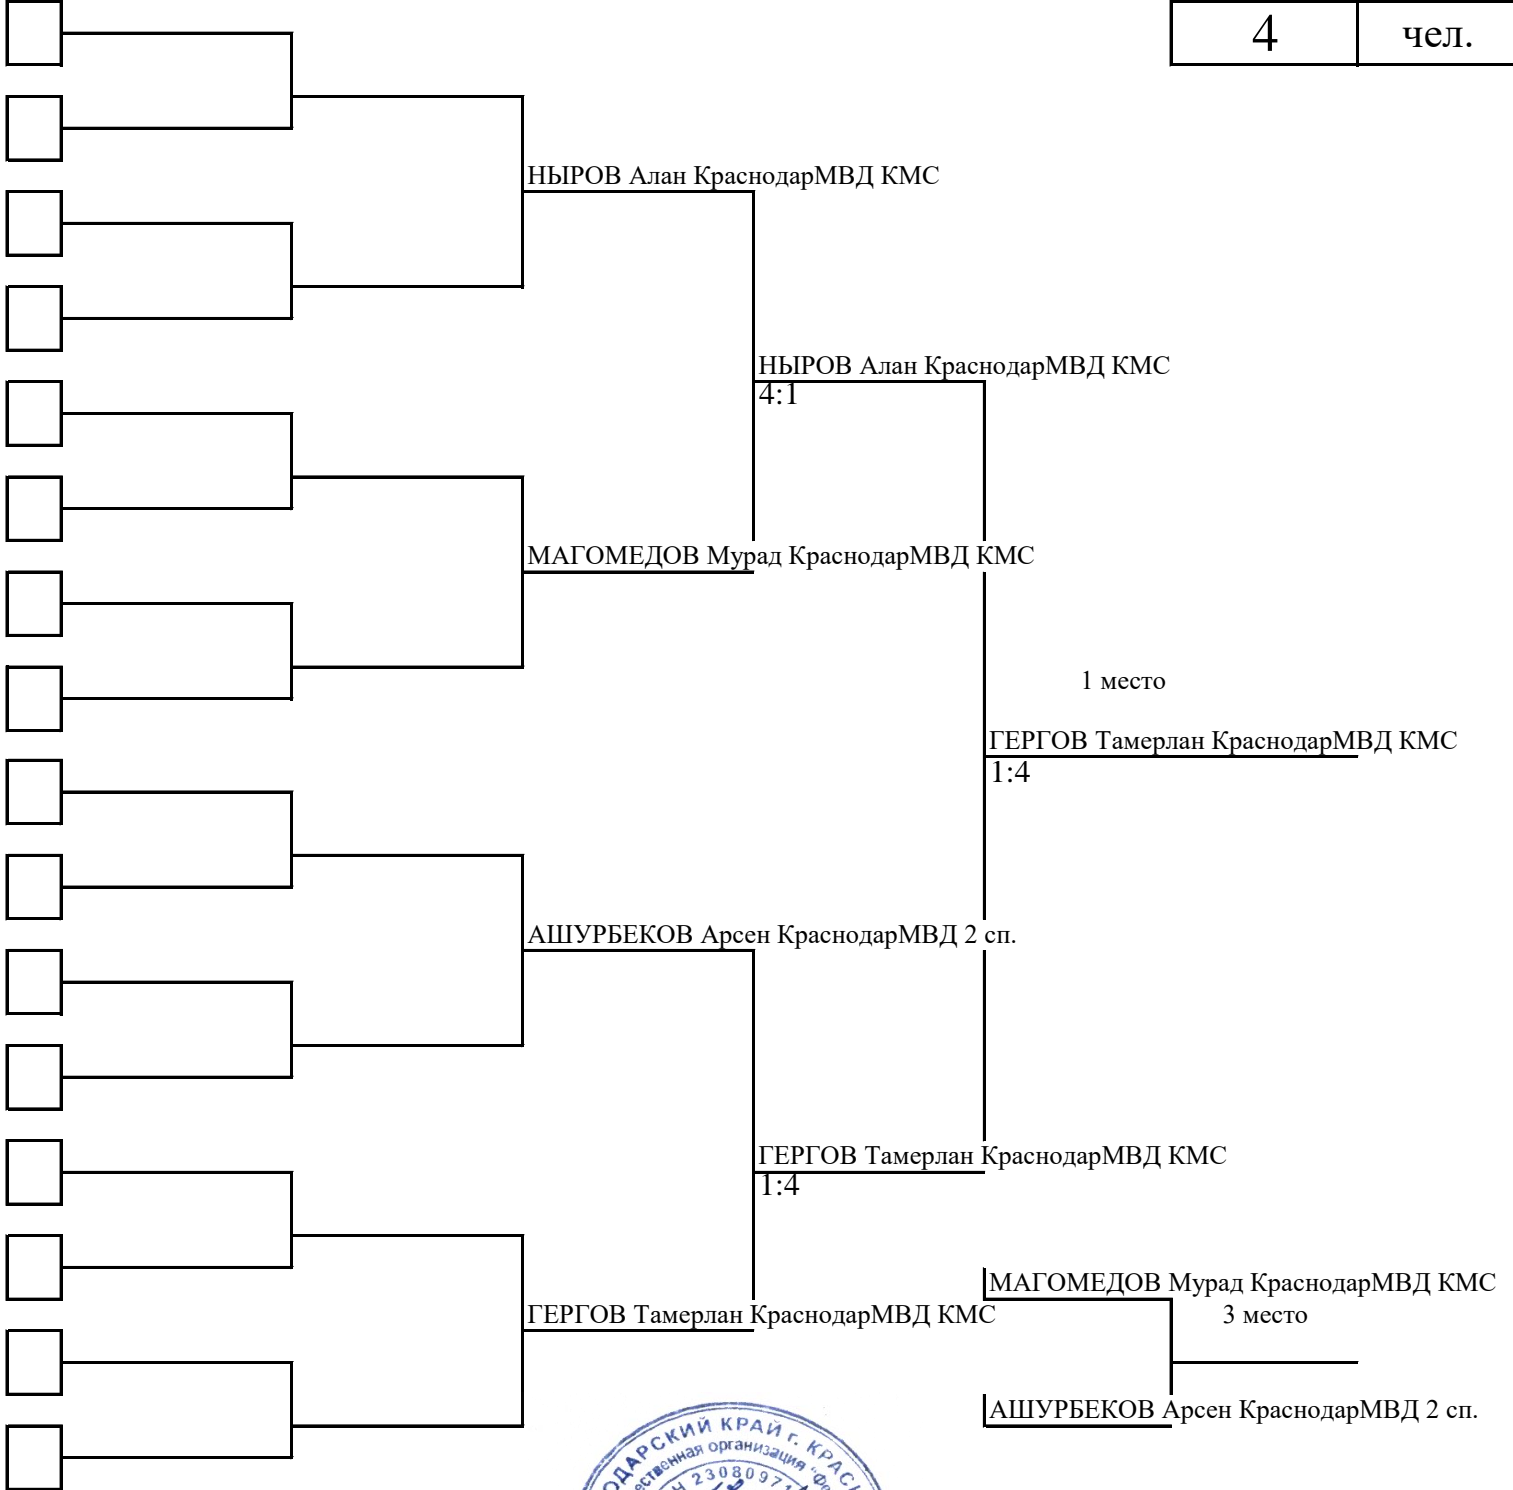 4 чел.
НЫРОВ Алан КраснодарМВД КМС
НЫРОВ Алан КраснодарМВД КМС
4:1
МАГОМЕДОВ Мурад КраснодарМВД КМС
1 место
ГЕРГОВ Тамерлан КраснодарМВД КМС
1:4
АШУРБЕКОВ Арсен КраснодарМВД 2 сп.
ГЕРГОВ Тамерлан КраснодарМВД КМС
1:4
МАГОМЕДОВ Мурад КраснодарМВД КМС
ГЕРГОВ Тамерлан КраснодарМВД КМС
3 место
АШУРБЕКОВ Арсен КраснодарМВД 2 сп.
КРАЙ г.
организация